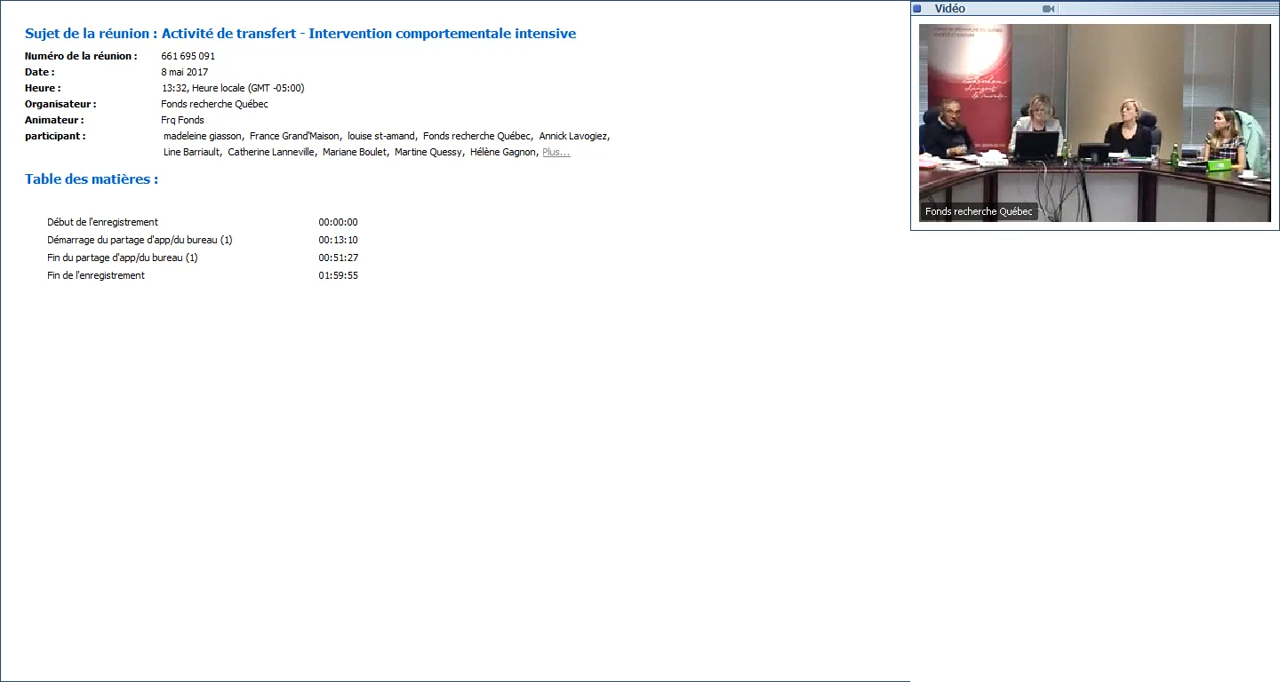 Sujet de la réunion : Activité de transfert - Intervention comportementale intensive
Numéro de la réunion : 661 695 091
Date : 8 mai 2017
Heure : 13:32, Heure locale (GMT -05:00)
Organisateur : Fonds recherche Québec
Animateur : Frq Fonds
participant : madeleine giasson, France Grand'Maison, louise st-amand, Fonds recherche Québec, Annick Lavogiez,
Line Barriault, Catherine Lanneville, Mariane Boulet, Martine Quessy, Hélène Gagnon, Plus...
Table des matières :
Début de l'enregistrement 00:00:00
Démarrage du partage d'app/du bureau (1) 00:13:10
Fin du partage d'app/du bureau (1) 00:51:27
Fin de l'enregistrement 01:59:55
Vidéo
Fonds recherche Québec